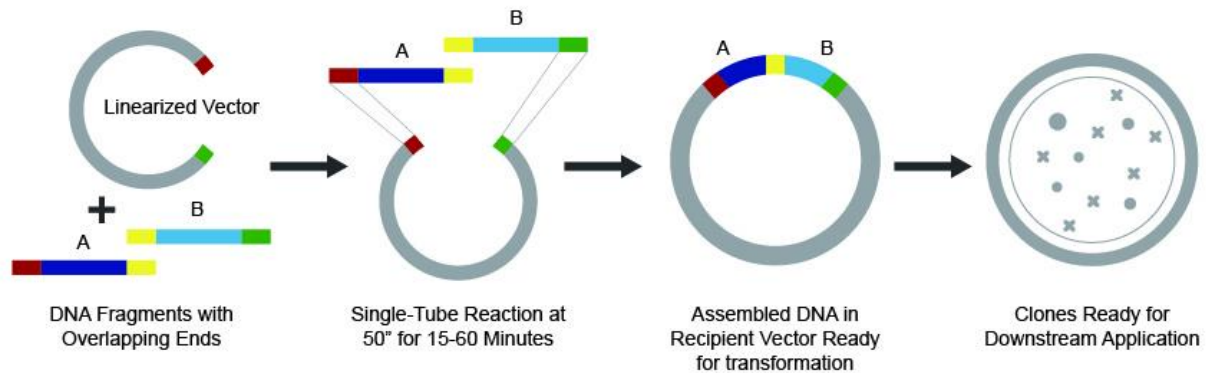 Linearized Vector
A
B
DNA Fragments with
Overlapping Ends
A
B
Single-Tube Reaction at
50" for 15-60 Minutes
A
B
Assembled DNA in
Recipient Vector Ready
for transformation
Clones Ready for
Downstream Application